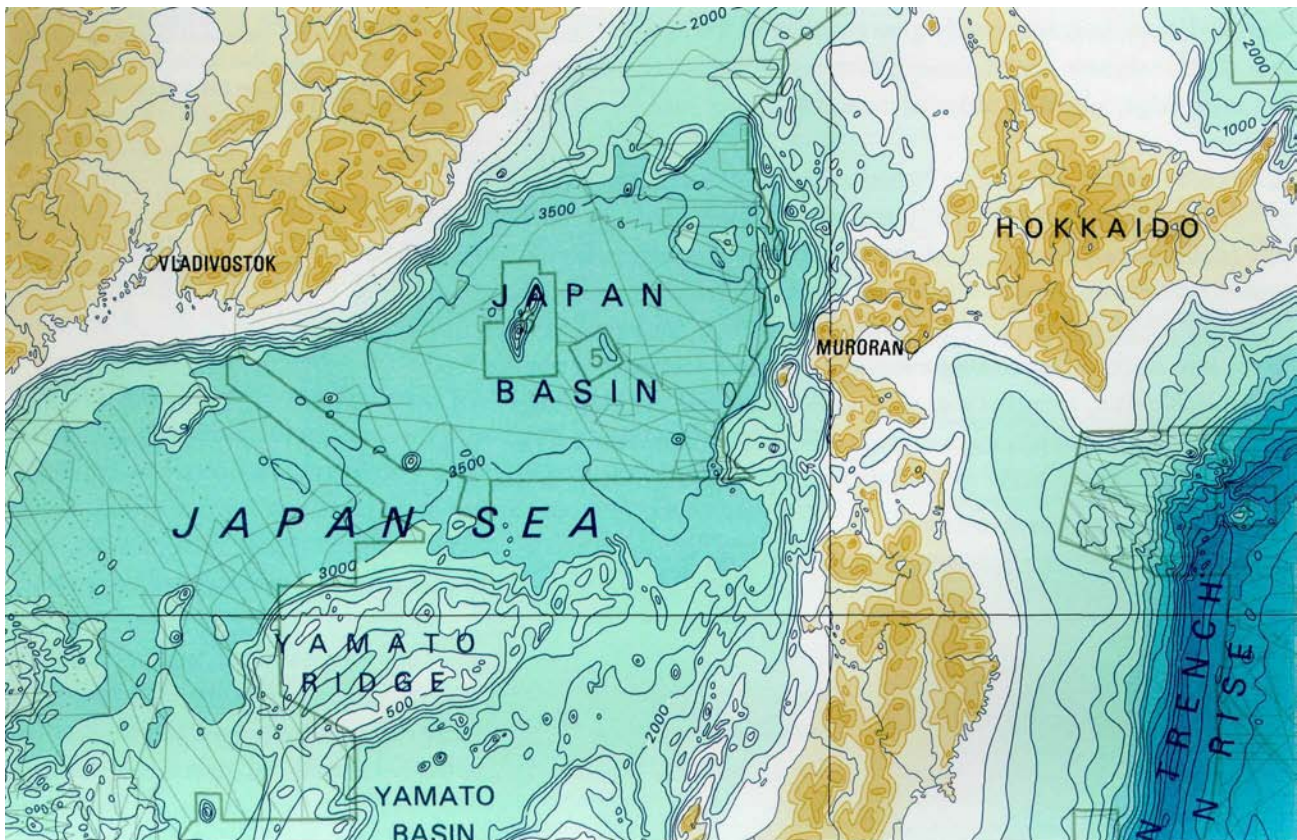 2000
2000
1000
HOKKAIDO
3500
VLADIVOSTOK
JAPAN
5
MURORAN
BASIN
3500
JAPAN SEA
3000
YAMATO
RIDGE
500
2000
N TRENCH
N RISE
YAMATO
BASIN